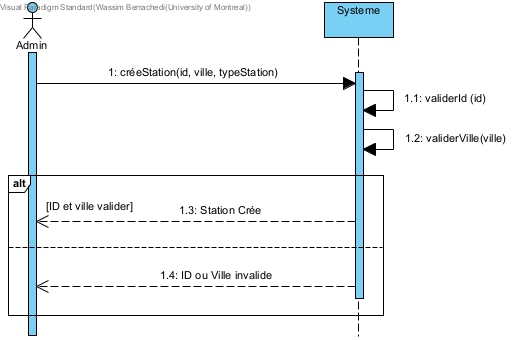 Visual Paradigm Standard(Wassim Berrachedi(University of Montreal))
Systeme
Admin
1: créeStation(id, ville, typeStation)
1.1: validerId (id)
1.2: validerVille(ville)
alt
[ID et ville valider]
1.3: Station Crée
1.4: ID ou Ville invalide